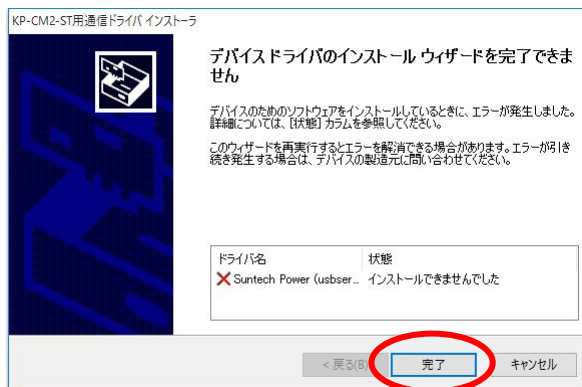 KP-CM2-ST用通信ドライバ インストーラ
デバイス ドライバのインストール ウィザードを完了できま
せん
デバイスのためのソフトウェアをインストールしているときに、エラーが発生しました。
詳細については、[状態] カラムを参照してください。
このウィザードを再実行するとエラーを解消できる場合があります。エラーが引き
続き発生する場合は、デバイスの製造元に問い合わせてください。
ドライバ名 状態
Suntech Power (usbser... インストールできませんでした
< 戻る(B) 完了 キャンセル